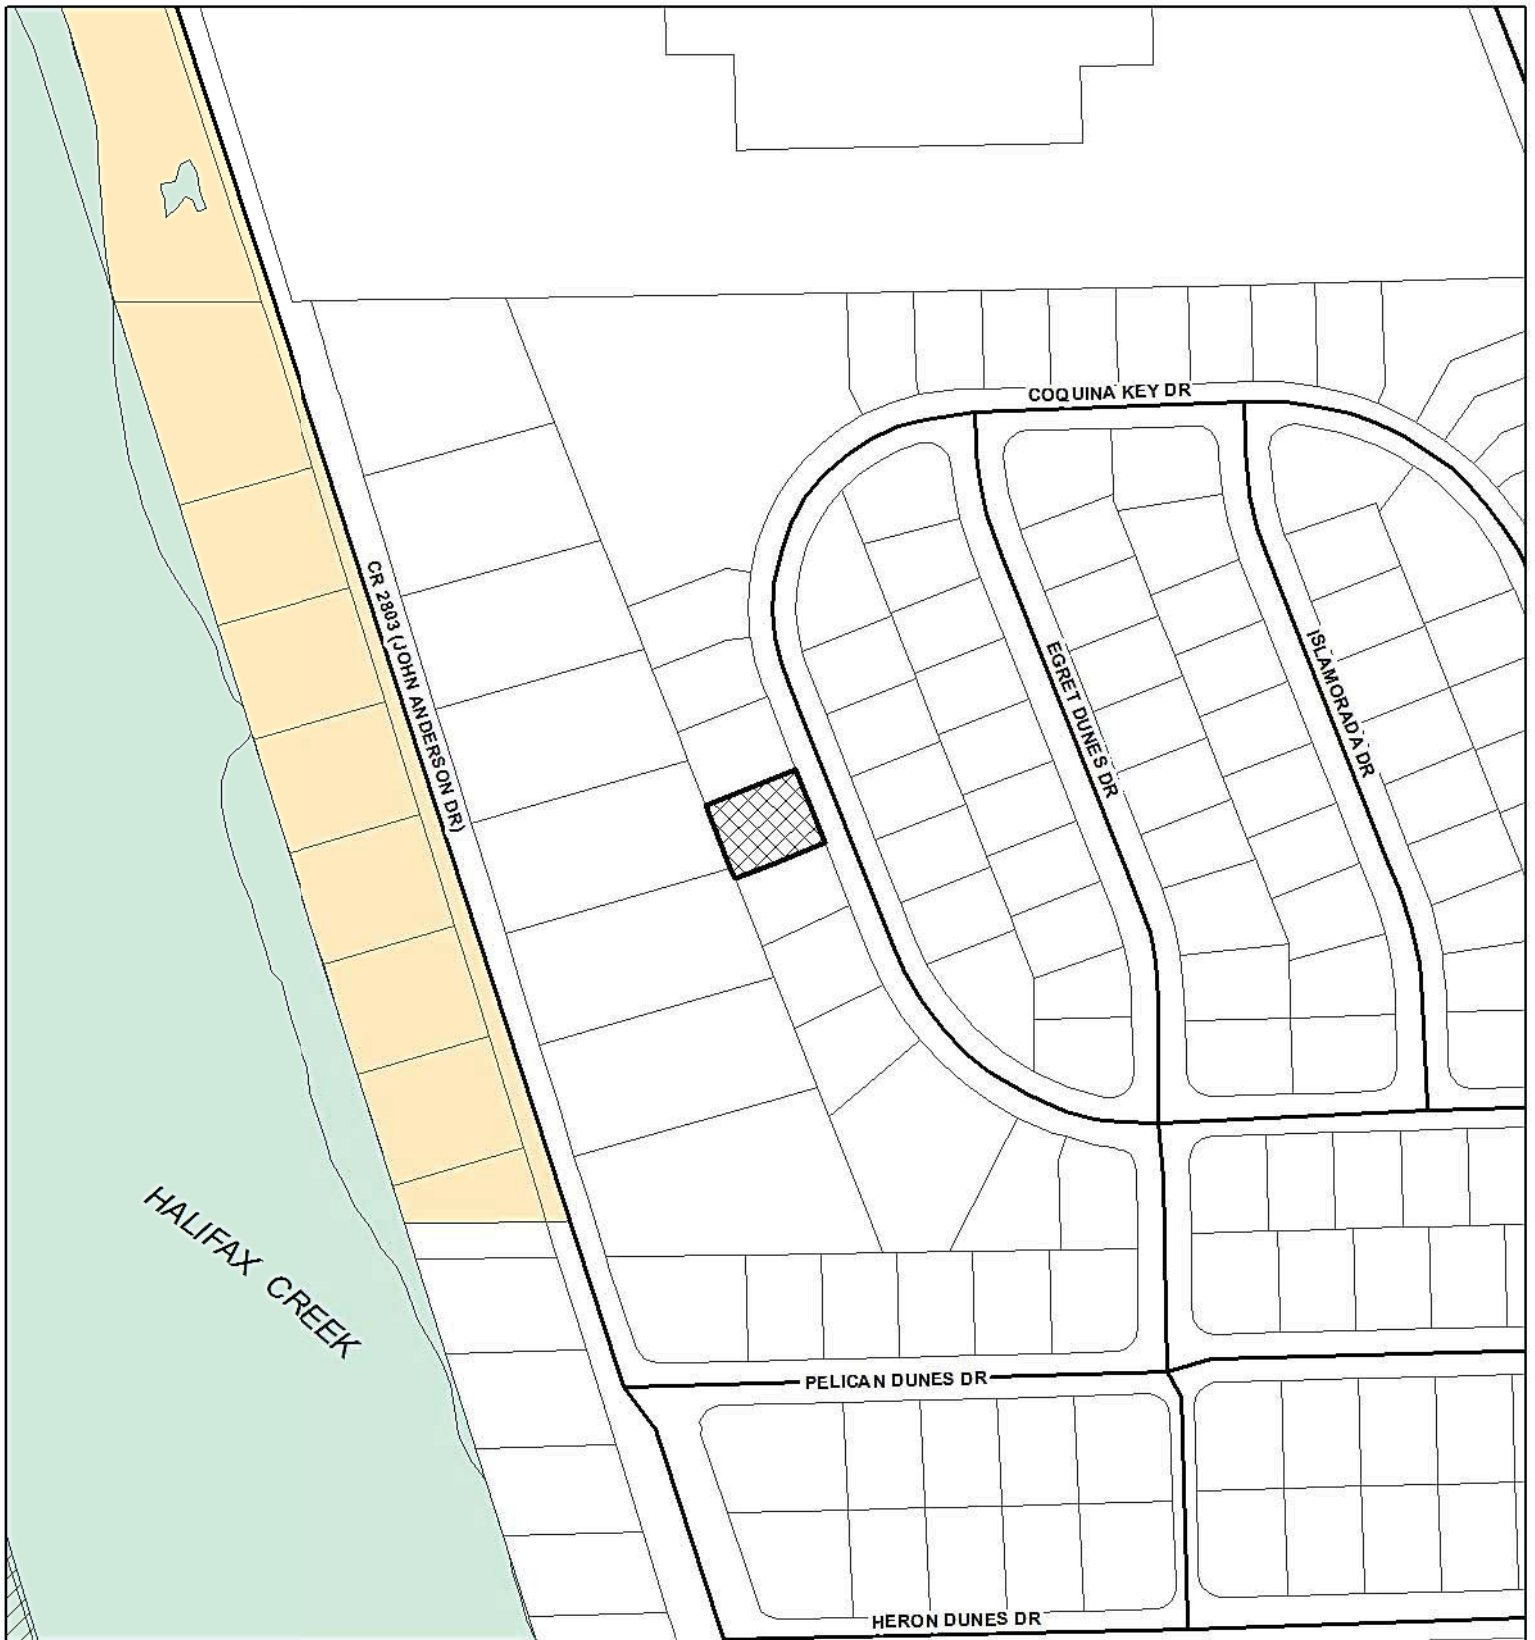 COQUINA KEY DR
CR 2803 (JOHN ANDERSON DR)
EGRET DUNES DR
ISLAMORADA DR
HALIFAX CREEK
PELICAN DUNES DR
HERON DUNES DR